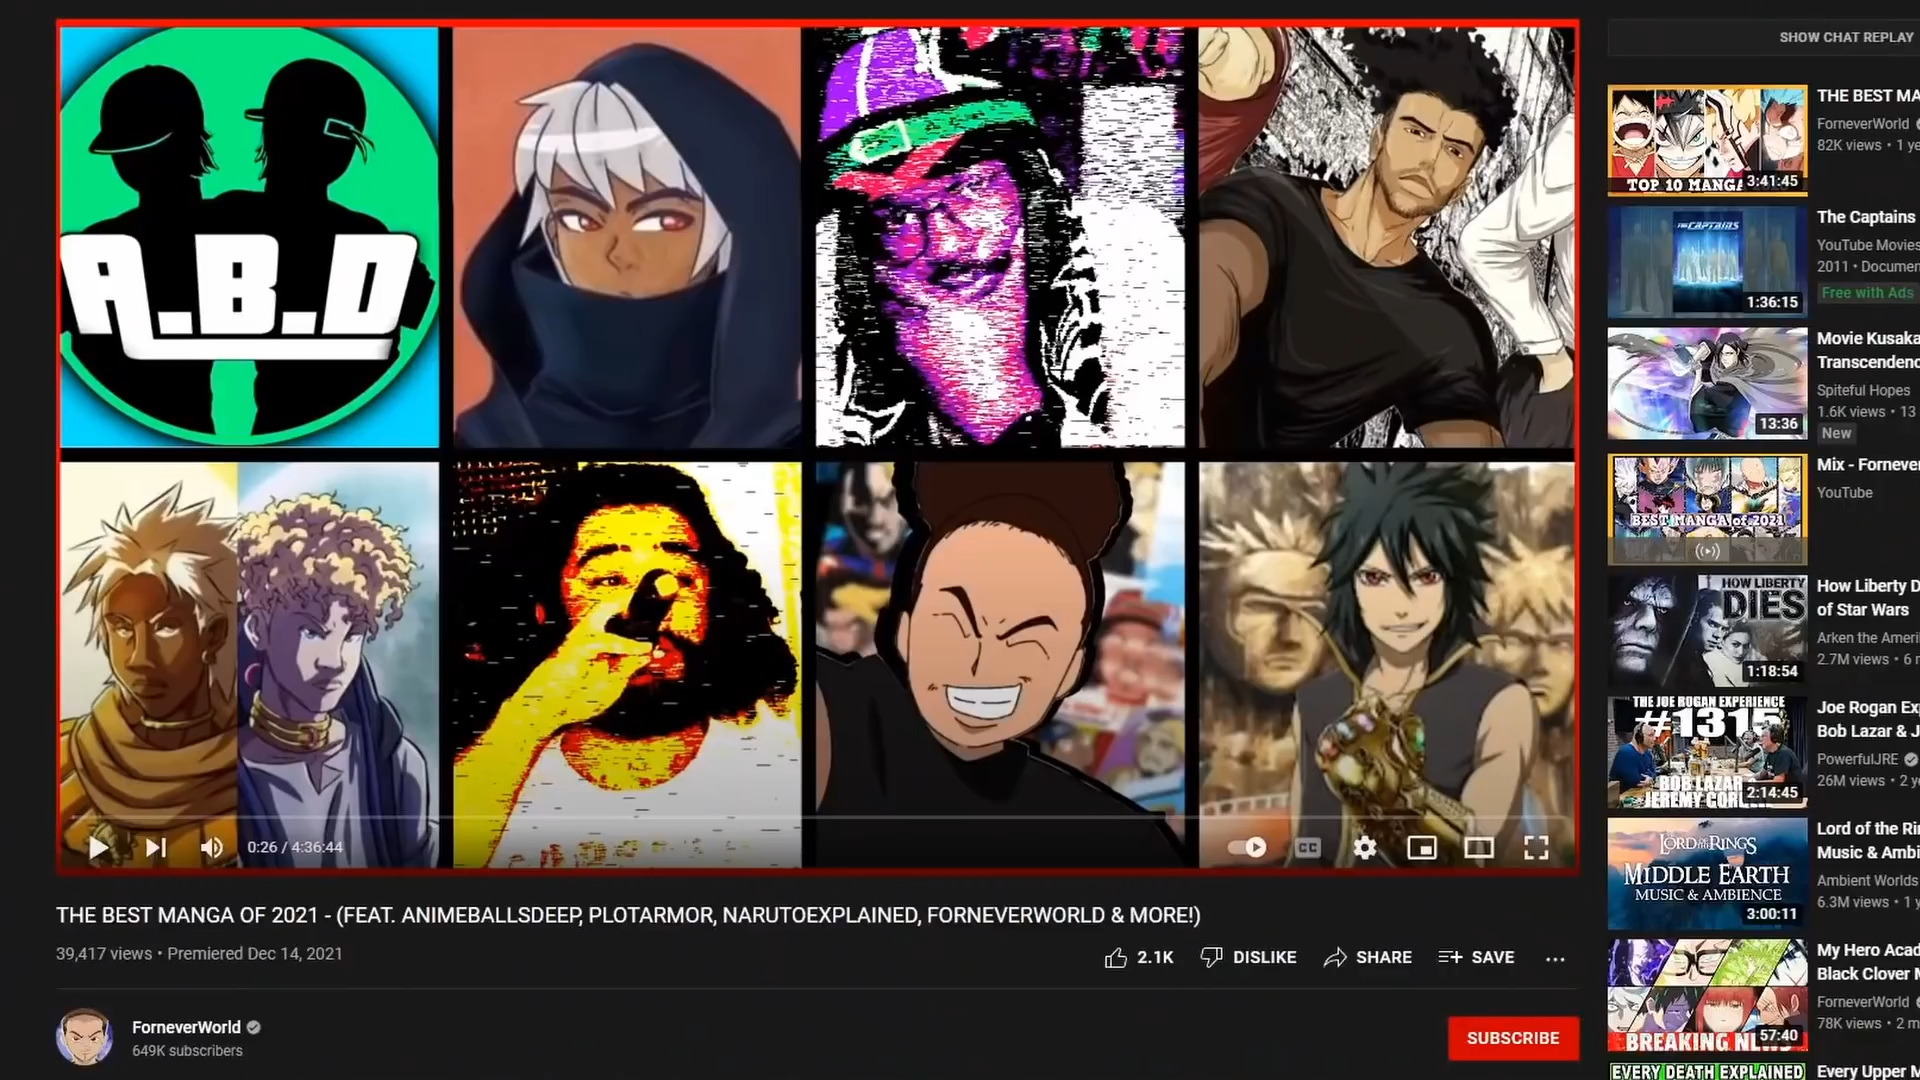 A.B.D
0:26 / 4:36:44
CC
THE BEST MANGA OF 2021 - (FEAT. ANIMEBALLSDEEP, PLOTARMOR, NARUTOEXPLAINED, FORNEVERWORLD & MORE!)
39,417 views • Premiered Dec 14, 2021
2.1K
DISLIKE
SHARE
SAVE
ForneverWorld
649K subscribers
SUBSCRIBE
SHOW CHAT REPLAY
TOP 10 MANGA
3:41:45
THE BEST MA
ForneverWorld
82K views • 1 ye
THE CAPTAINS
1:36:15
The Captains
YouTube Movies
2011 • Documen
Free with Ads
13:36
Movie Kusaka
Transcendenc
Spiteful Hopes
1.6K views • 13
New
BEST MANGA of 2021
Mix - Fornever
YouTube
HOW LIBERTY
DIES
1:18:54
How Liberty D
of Star Wars
Arken the Ameri
2.7M views • 6 m
THE JOE ROGAN EXPERIENCE
#1315
BOB LAZAR
JEREMY
2:14:45
Joe Rogan Ex
Bob Lazar & J
PowerfulJRE
26M views • 2 ye
LORD OF THE RINGS
MIDDLE EARTH
MUSIC & AMBIENCE
3:00:11
Lord of the Rin
Music & Ambi
Ambient Worlds
6.3M views • 1 y
BREAKING
57:40
My Hero Acad
Black Clover M
ForneverWorld
78K views • 2 m
EVERY DEATH EXPLAINED
Every Upper M